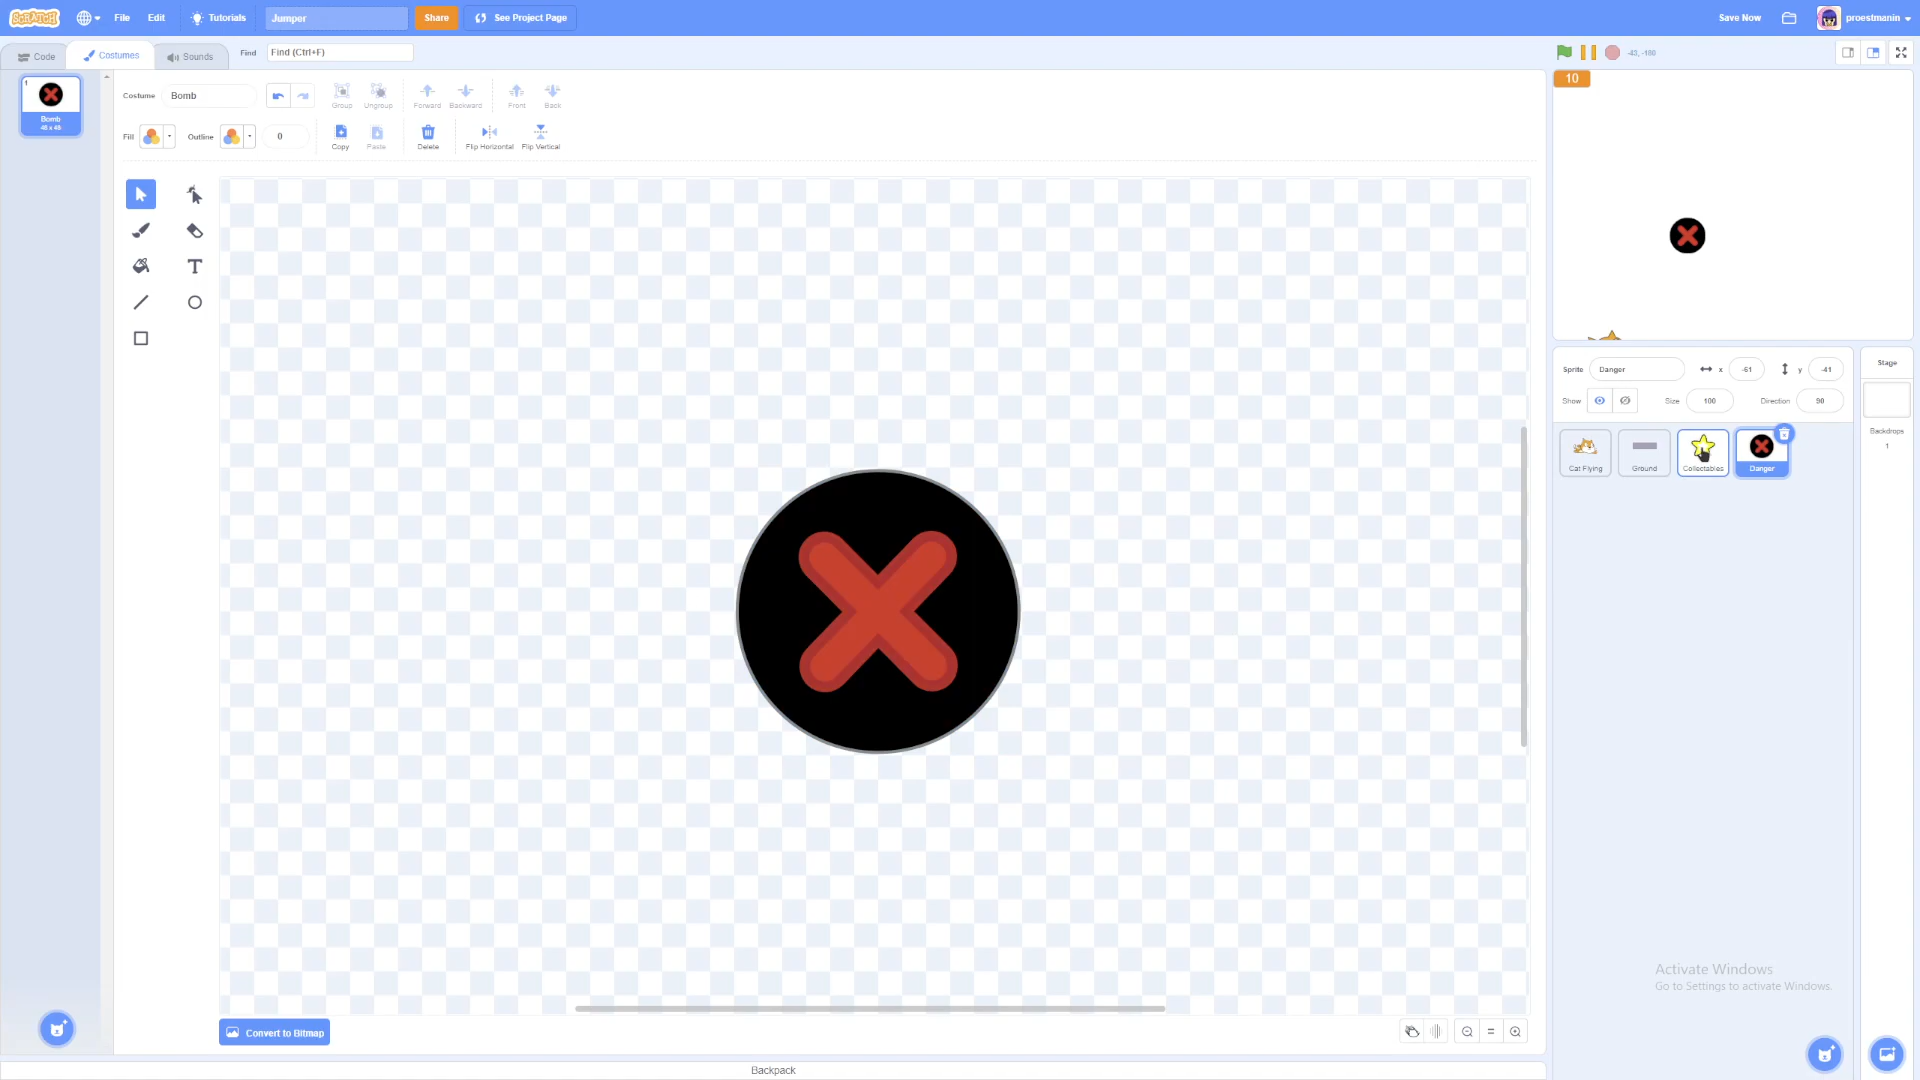 SCRATCH File Edit Tutorials Jumper Share See Project Page Save Now proestmanin
Code Costumes Sounds Find Find (Ctrl+F) -43, -180
10
1
Bomb
48 x 48
Costume Bomb Group Ungroup Forward Backward Front Back
Fill Outline 0 Copy Paste Delete Flip Horizontal Flip Vertical
T
Sprite Danger x -61 y -41
Show Size 100 Direction 90
Stage
Backdrops
1
Cat Flying Ground Collectables Danger
Activate Windows
Go to Settings to activate Windows.
Convert to Bitmap
Backpack